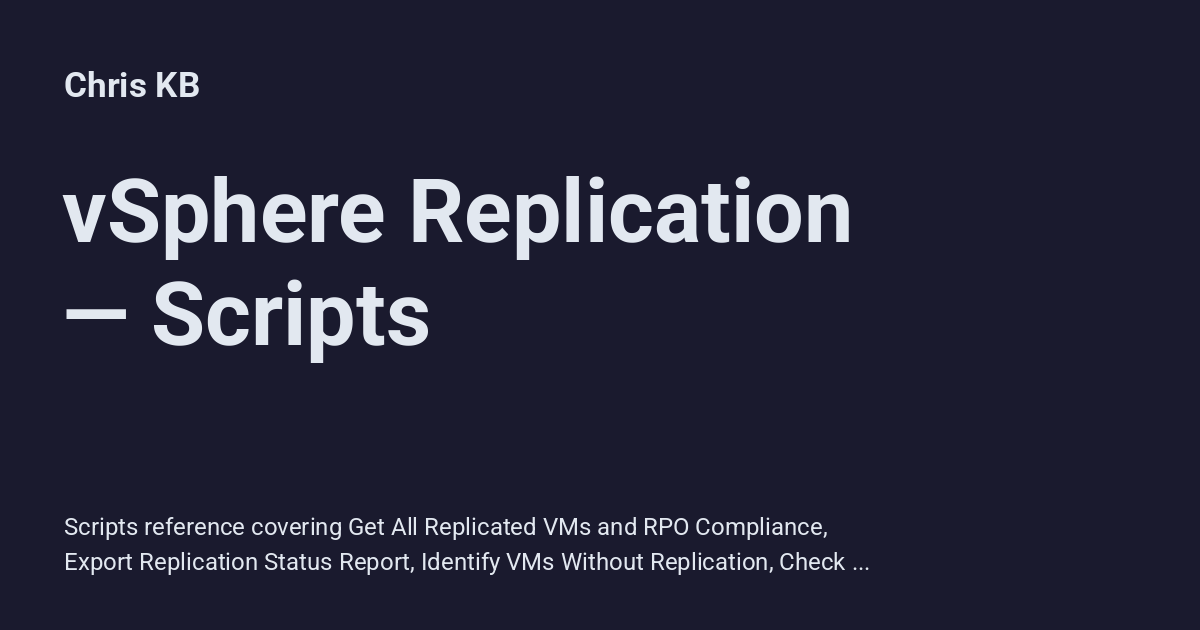 Chris KB
vSphere Replication
— Scripts
Scripts reference covering Get All Replicated VMs and RPO Compliance,
Export Replication Status Report, Identify VMs Without Replication, Check ...